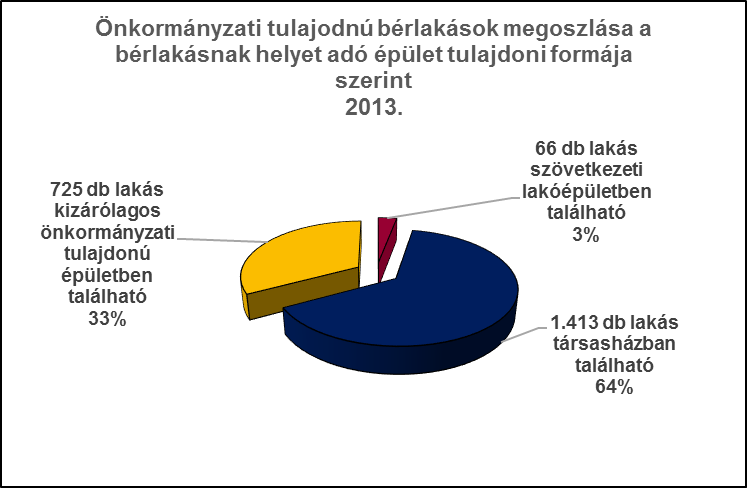 Önkormányzati tulajodnú bérlakások megoszlása a
bérlakásnak helyet adó épület tulajdoni formája
szerint
2013.
66 db lakás
szövetkezeti
lakóépületben
található
3%
725 db lakás
kizárólagos
önkormányzati
tulajdonú
épületben
található
33%
1.413 db lakás
társasházban
található
64%